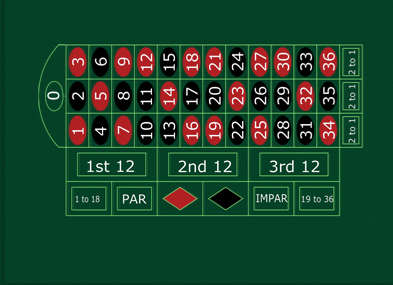 3 6 9 12 15 18 21 24 27 30 33 36 2 to 1
0 2 5 8 11 14 17 20 23 26 29 32 35 2 to 1
1 4 7 10 13 16 19 22 25 28 31 34 2 to 1
1st 12 2nd 12 3rd 12
1 to 18 PAR IMPAR 19 to 36